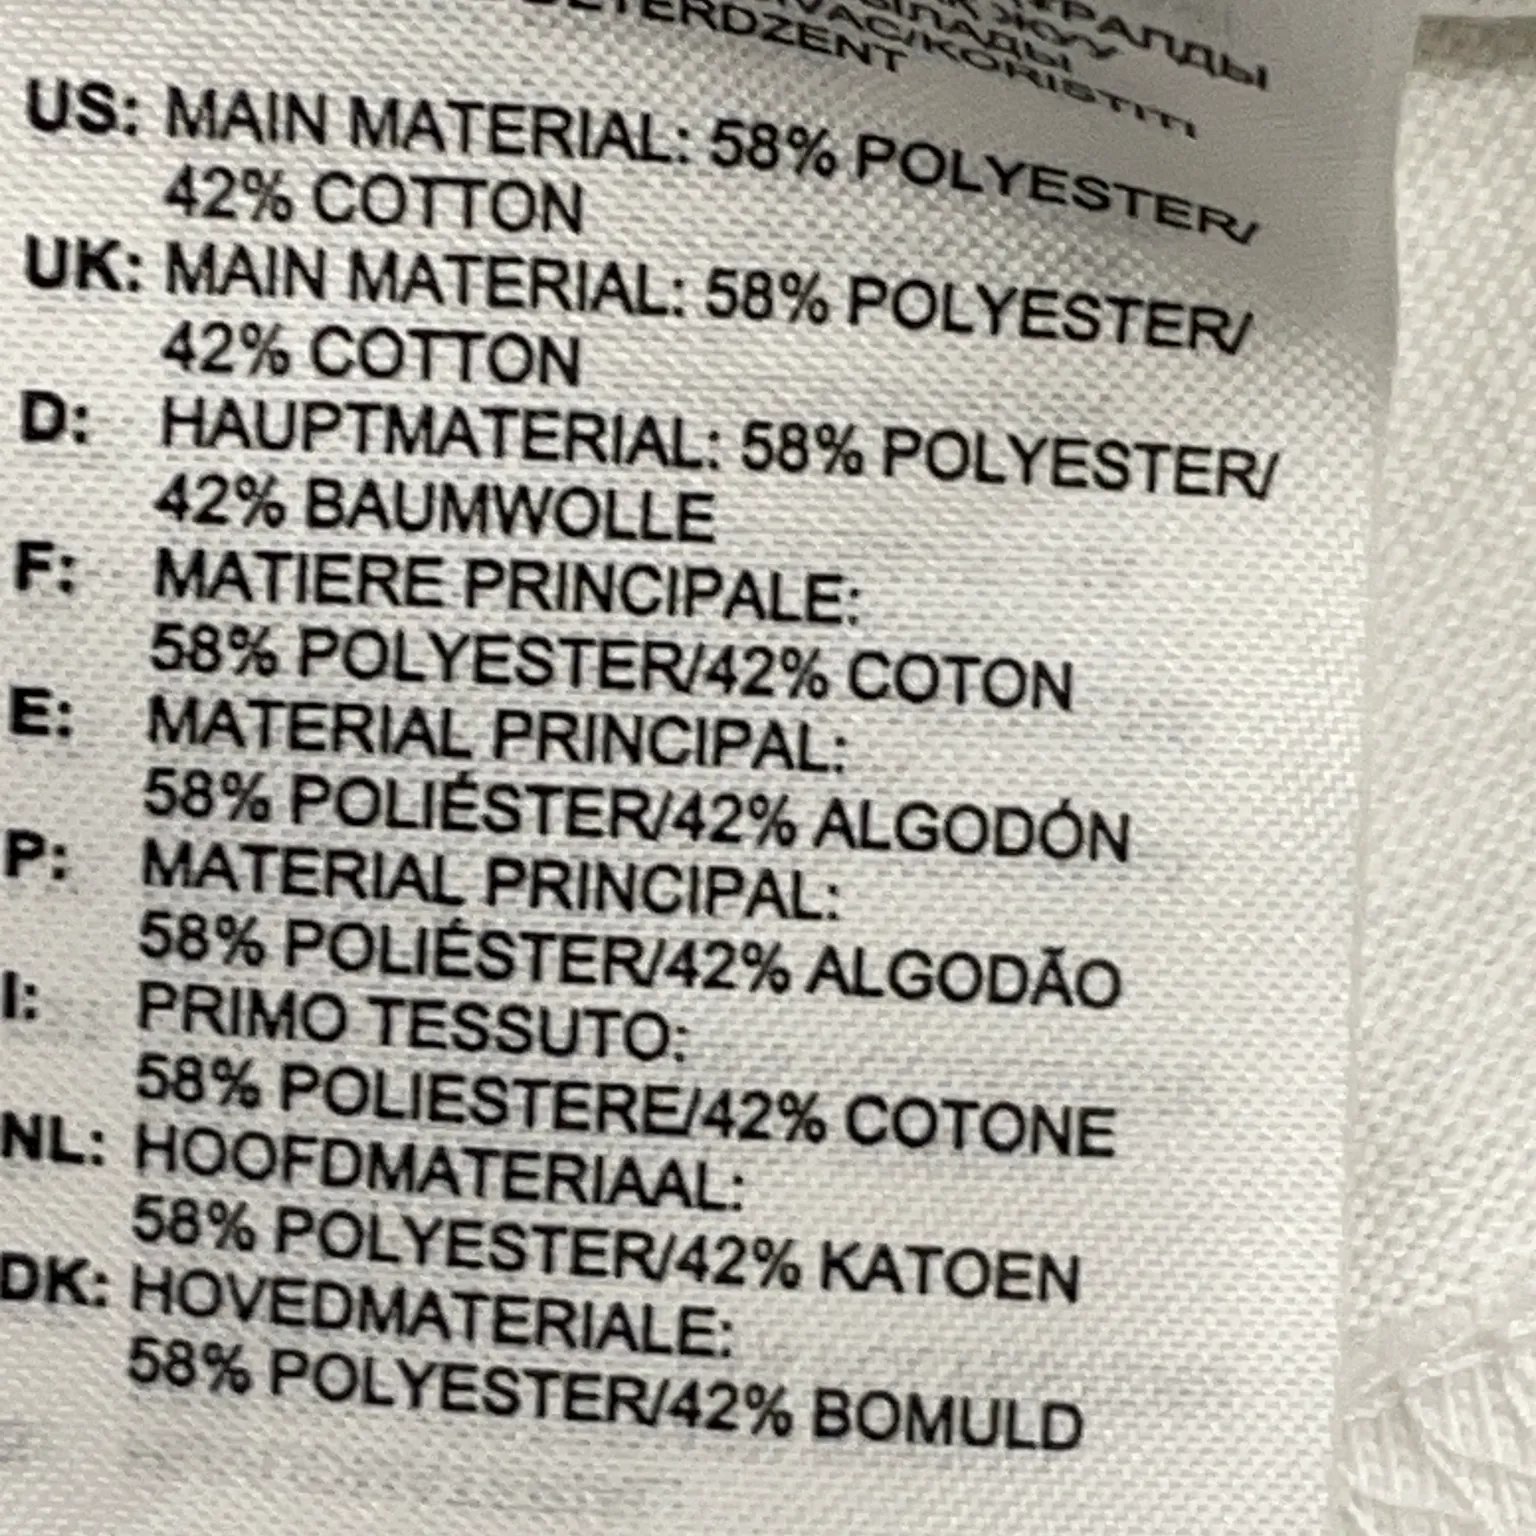 DETERDZENT
US: MAIN MATERIAL: 58% POLYESTER/
42% COTTON
UK: MAIN MATERIAL: 58% POLYESTER/
42% COTTON
D: HAUPTMATERIAL: 58% POLYESTER/
42% BAUMWOLLE
F: MATIERE PRINCIPALE:
58% POLYESTER/42% COTON
E: MATERIAL PRINCIPAL:
58% POLIÉSTER/42% ALGODÓN
P: MATERIAL PRINCIPAL:
58% POLIÉSTER/42% ALGODÃO
I: PRIMO TESSUTO:
58% POLIESTERE/42% COTONE
NL: HOOFDMATERIAAL:
58% POLYESTER/42% KATOEN
DK: HOVEDMATERIALE:
58% POLYESTER/42% BOMULD